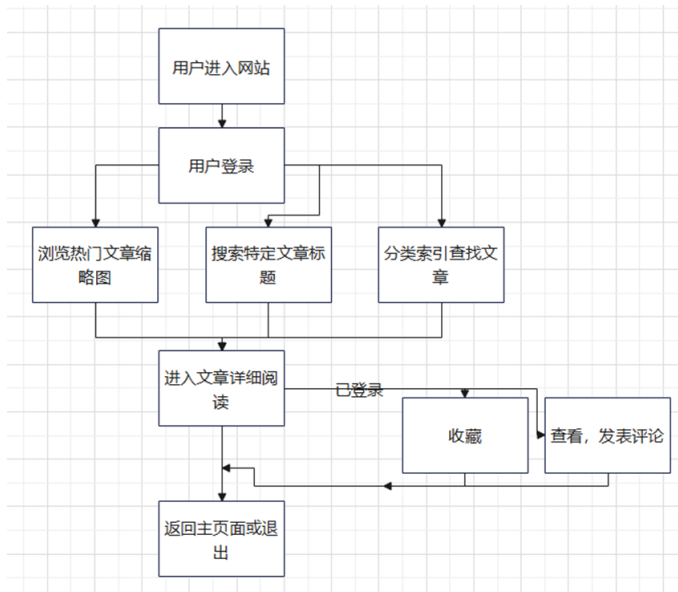 用户进入网站
用户登录
浏览热门文章缩
略图
搜索特定文章标
题
分类索引查找文
章
进入文章详细阅
读
已登录
收藏
查看，发表评论
返回主页面或退
出